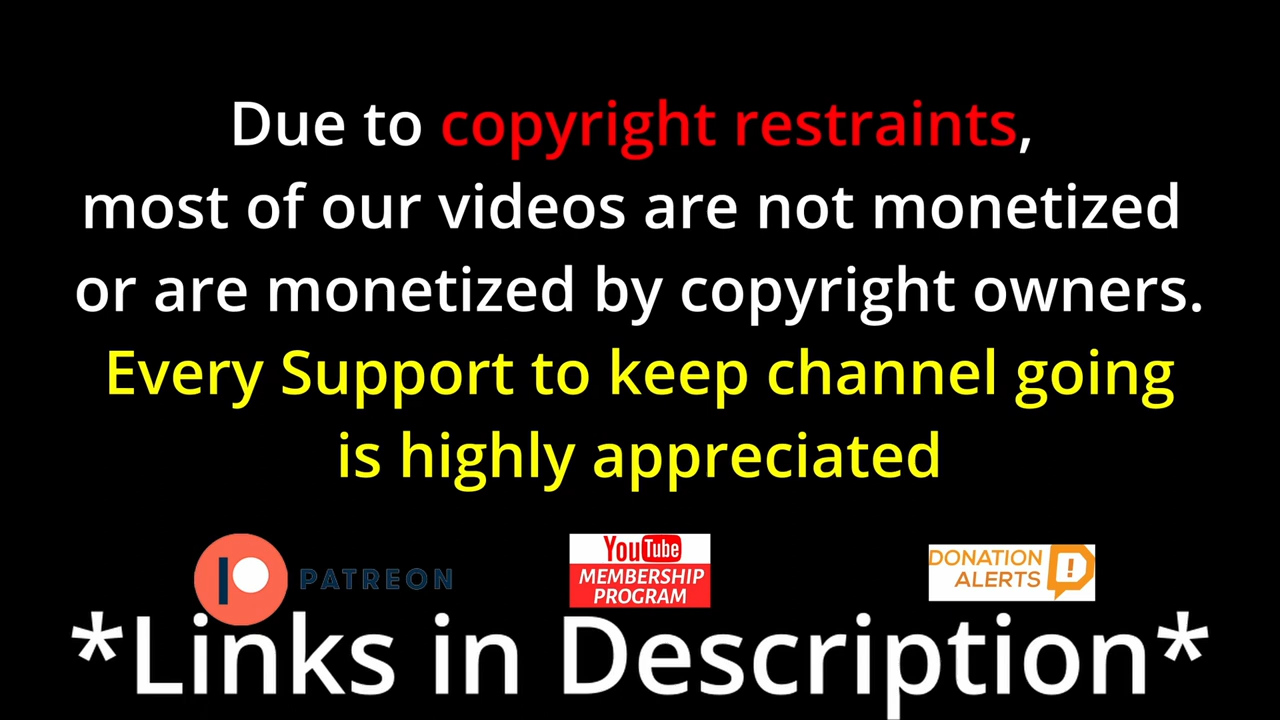 Due to copyright restraints,
most of our videos are not monetized
or are monetized by copyright owners.
Every Support to keep channel going
is highly appreciated
PATREON
YouTube
MEMBERSHIP
PROGRAM
DONATION
ALERTS
*Links in Description*